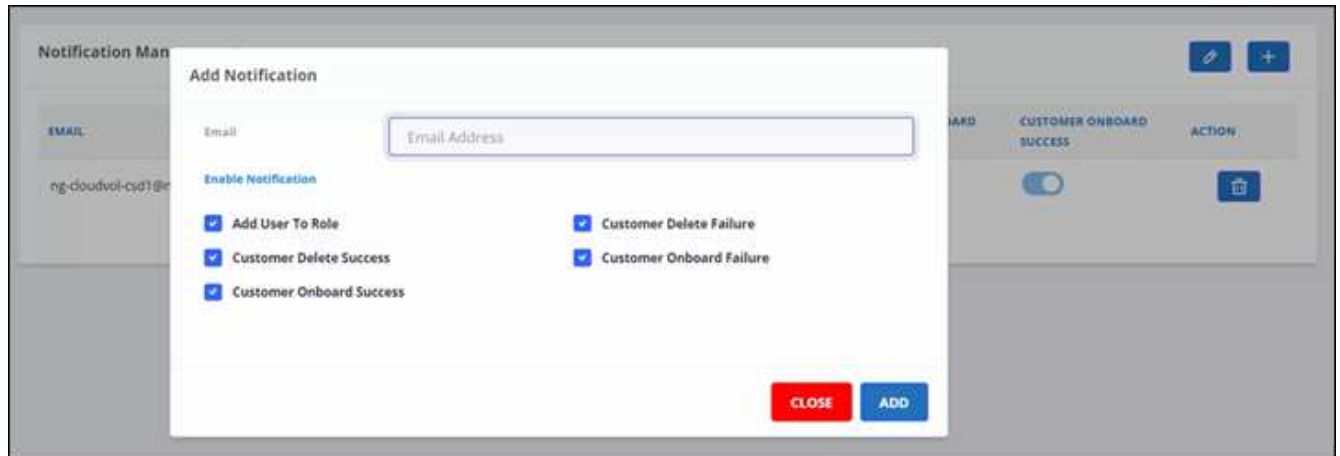 Notification Man
Add Notification
EMAIL
Email
Email Address
CUSTOMER ONBOARD
SUCCESS
ACTION
ng-cloudvol-csd1@
Enable Notification
Add User To Role
Customer Delete Failure
Customer Delete Success
Customer Onboard Failure
Customer Onboard Success
CLOSE
ADD